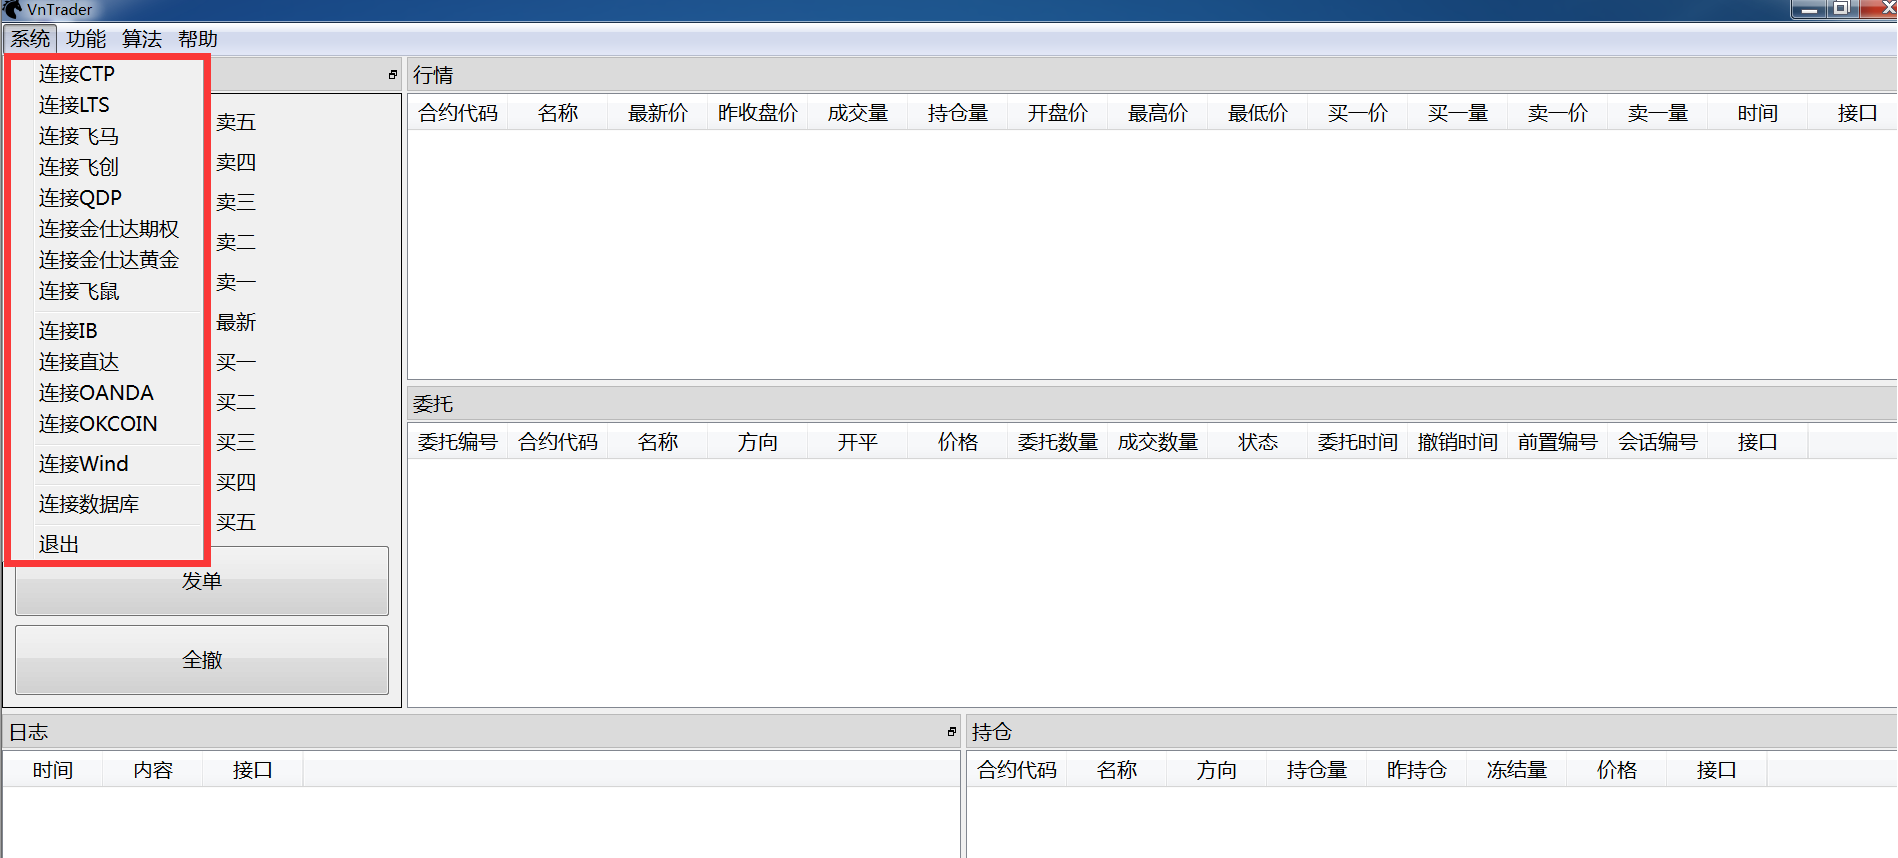 VnTrader
系统 功能 算法 帮助
连接CTP
连接LTS
连接飞马
连接飞创
连接QDP
连接金仕达期权
连接金仕达黄金
连接飞鼠
连接IB
连接直达
连接OANDA
连接OKCOIN
连接Wind
连接数据库
退出
卖五
卖四
卖三
卖二
卖一
最新
买一
买二
买三
买四
买五
发单
全撤
行情
合约代码 名称 最新价 昨收盘价 成交量 持仓量 开盘价 最高价 最低价 买一价 买一量 卖一价 卖一量 时间 接口
委托
委托编号 合约代码 名称 方向 开平 价格 委托数量 成交数量 状态 委托时间 撤销时间 前置编号 会话编号 接口
日志
时间 内容 接口
持仓
合约代码 名称 方向 持仓量 昨持仓 冻结量 价格 接口